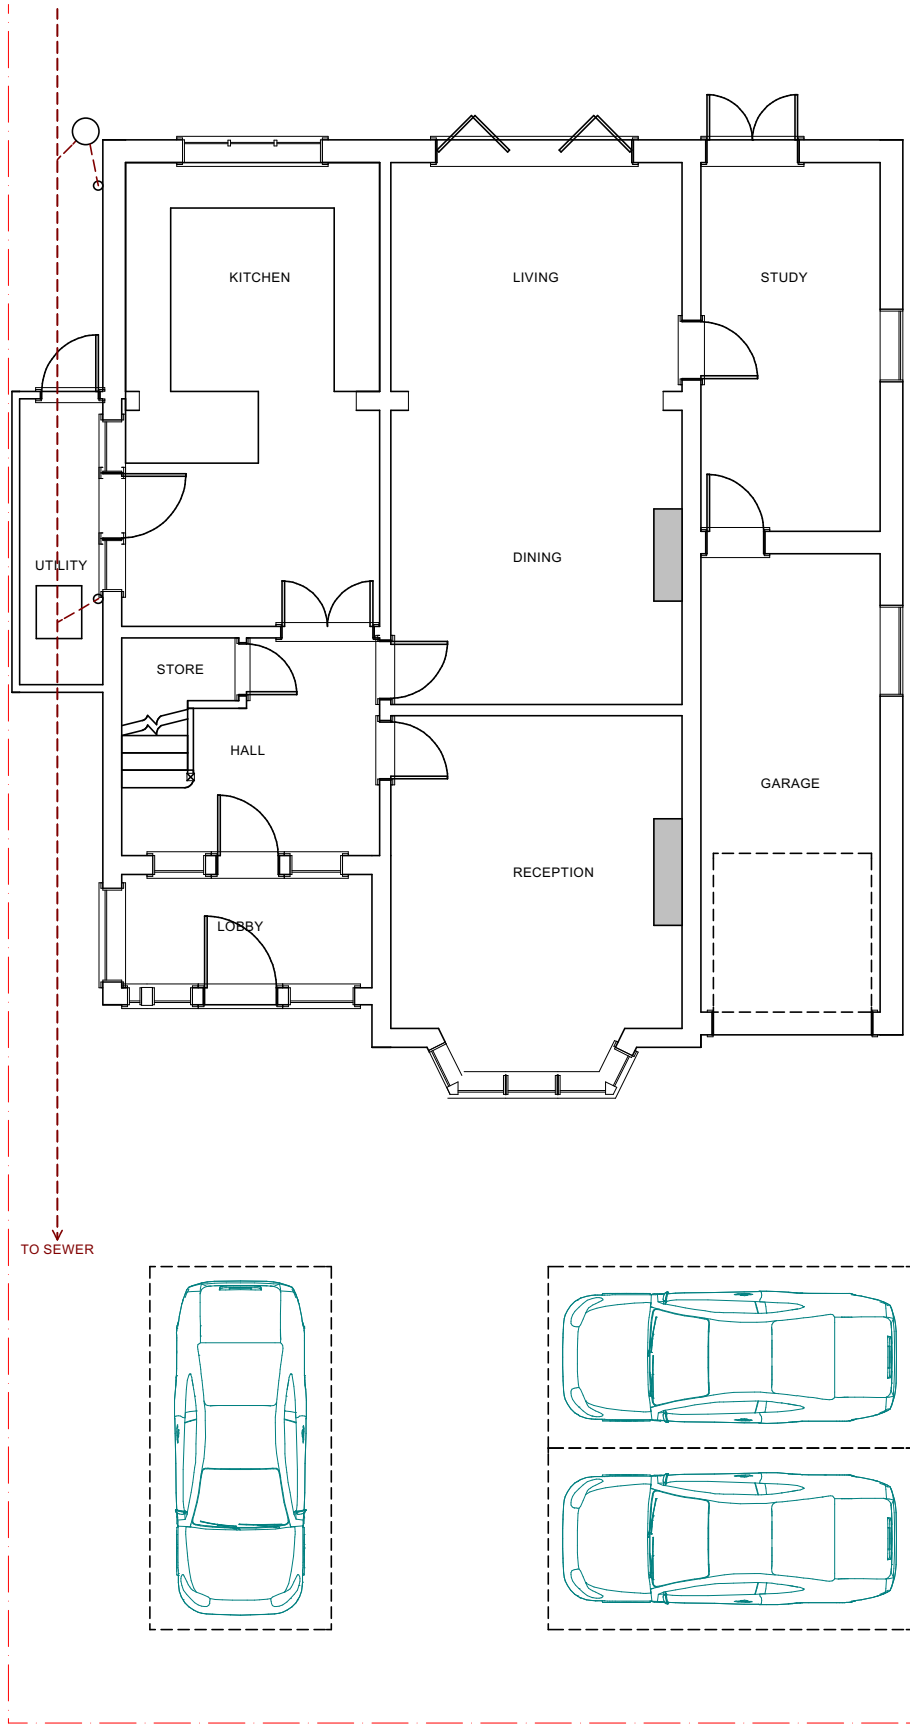 KITCHEN
LIVING
STUDY
DINING
UTILITY
STORE
HALL
GARAGE
RECEPTION
LOBBY
TO SEWER